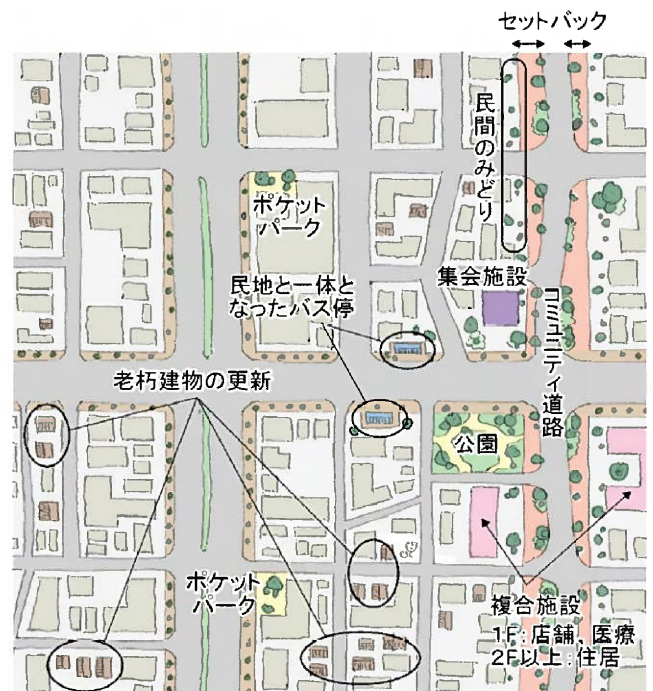 セットバック
民間のみどり
ポケット
パーク
集会施設
民地と一体と
なったバス停
コミュニティ道路
老朽建物の更新
公園
ポケット
パーク
複合施設
1F:店舗、医療
2F以上:住居